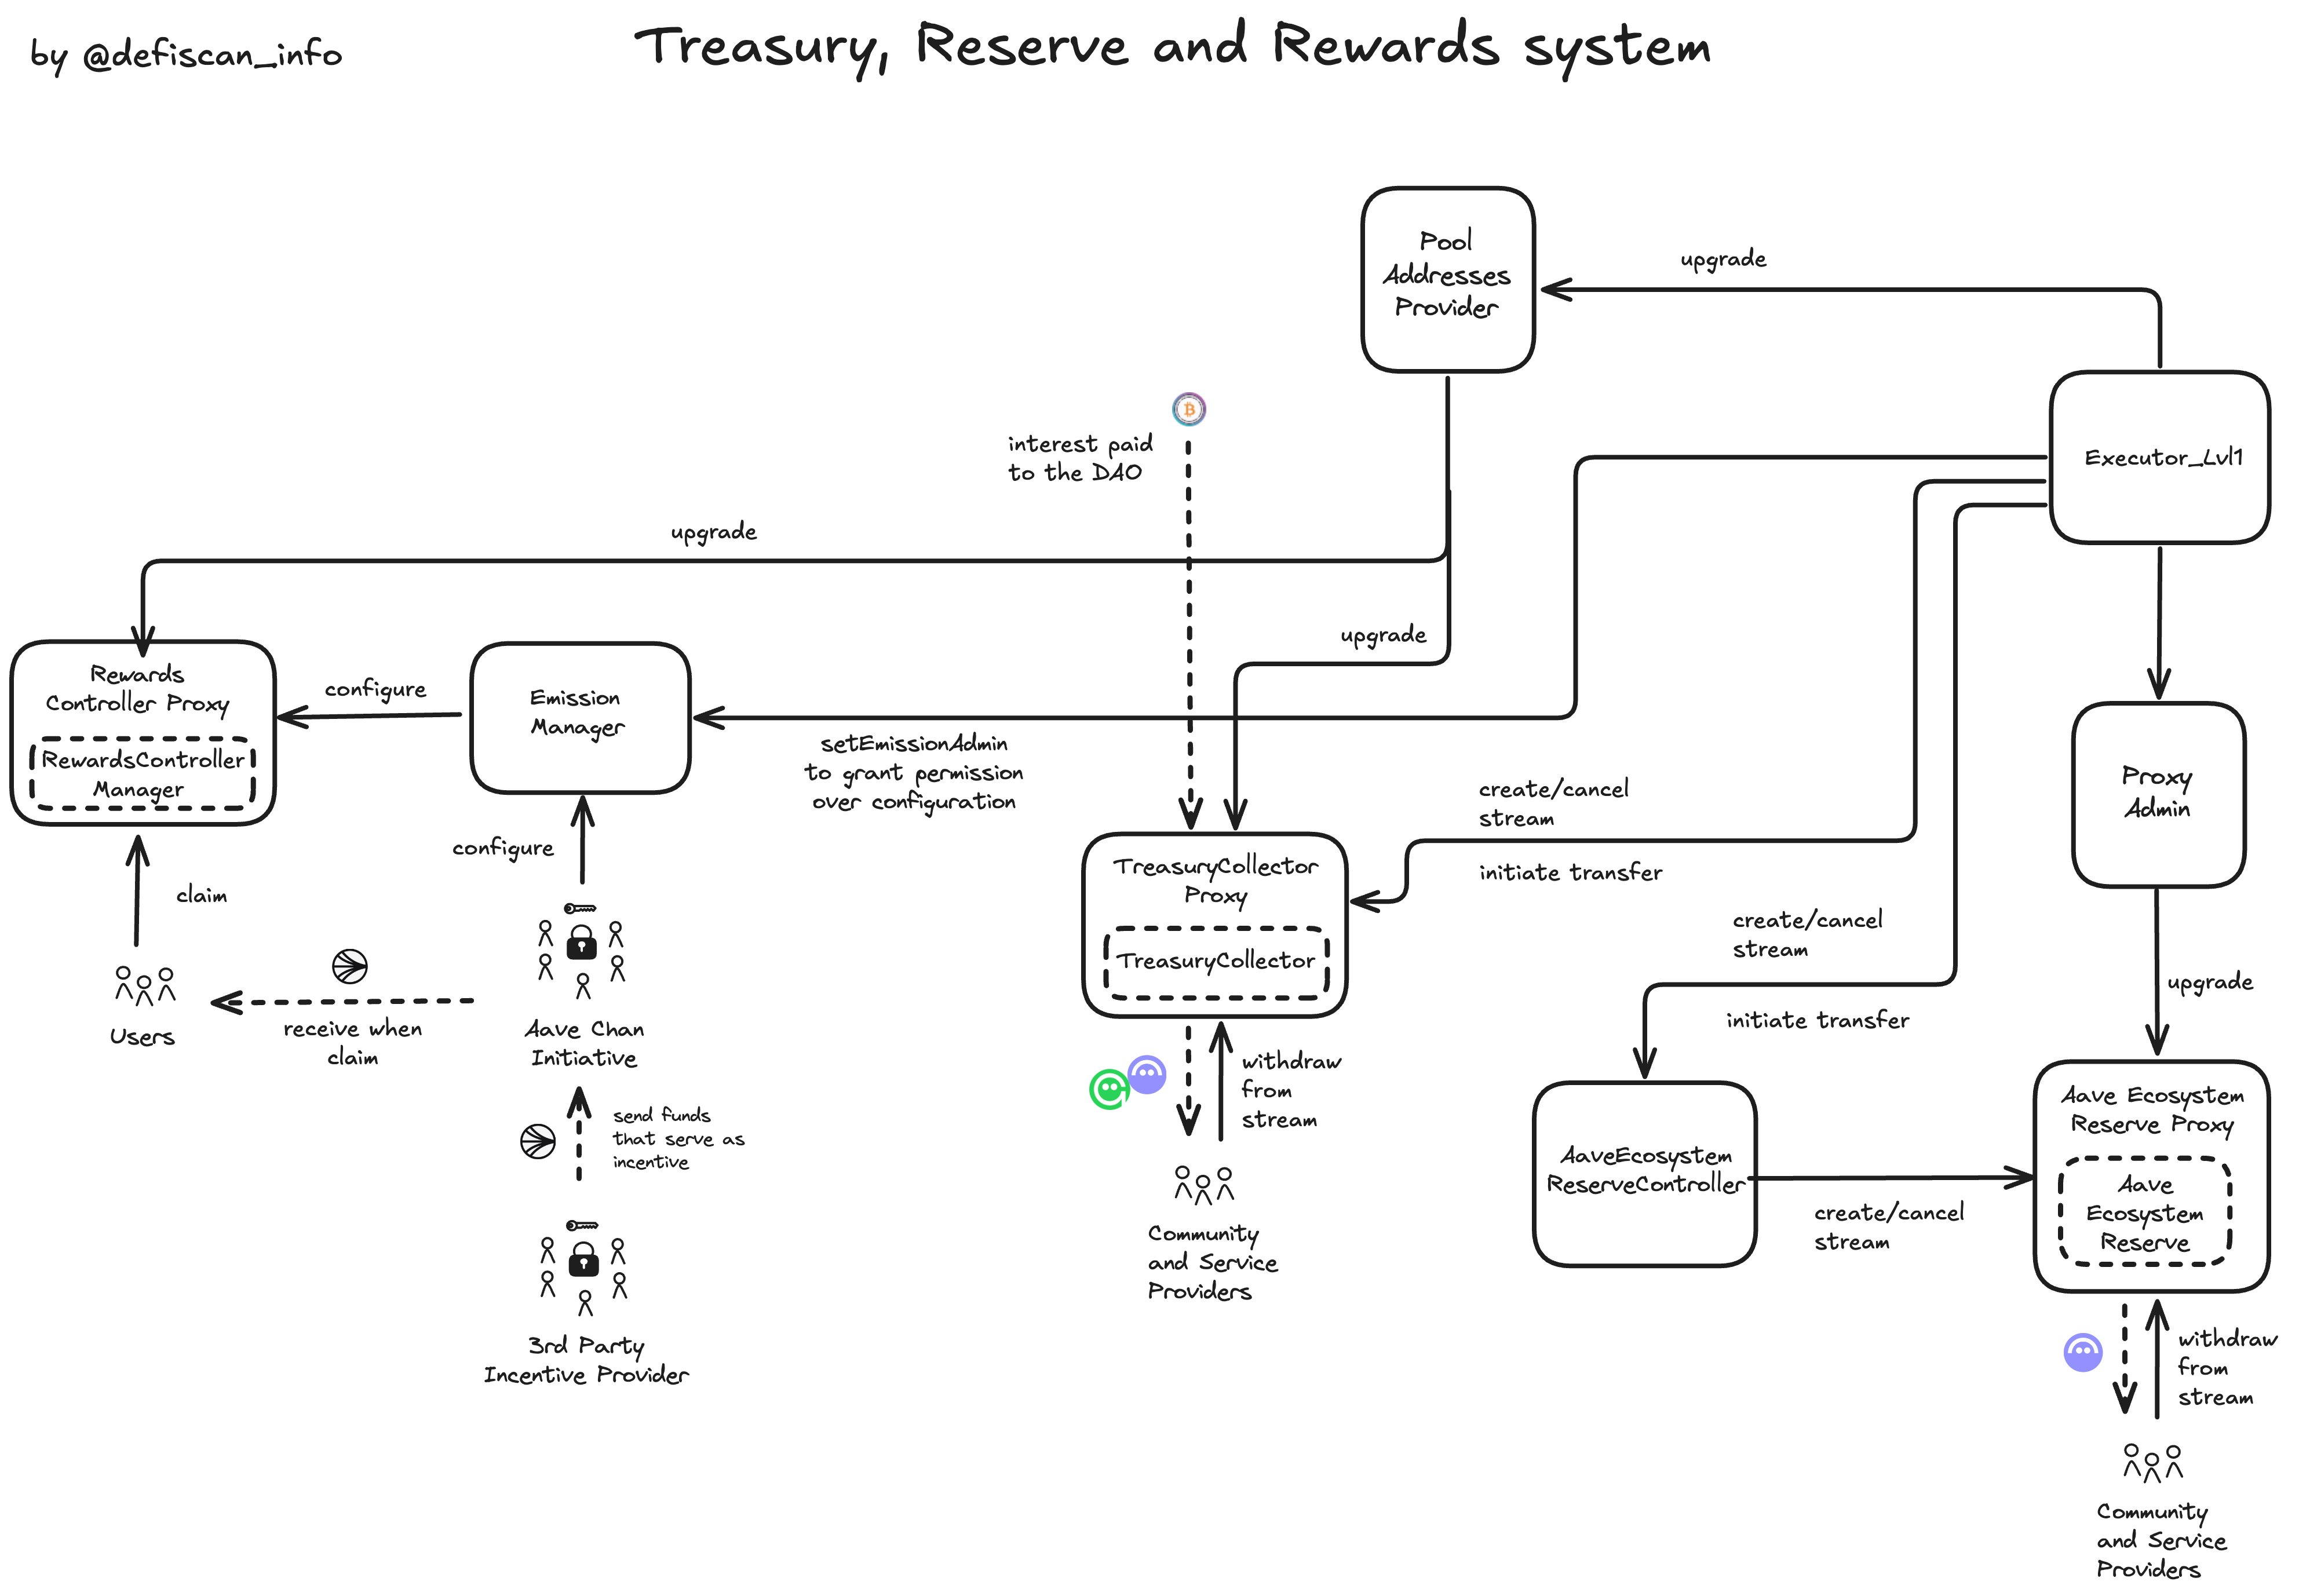 by @defiscan_info
Treasury, Reserve and Rewards system
Pool
Addresses
Provider
upgrade
Executor_Lvl1
interest paid
to the DAO
upgrade
upgrade
Rewards
Controller Proxy
RewardsController
Manager
configure
Emission
Manager
setEmissionAdmin
to grant permission
over configuration
Proxy
Admin
create/cancel
stream
initiate transfer
configure
claim
TreasuryCollector
Proxy
TreasuryCollector
create/cancel
stream
initiate transfer
upgrade
Users
receive when
claim
Aave Chan
Initiative
send funds
that serve as
incentive
withdraw
from
stream
Community
and Service
Providers
AaveEcosystem
ReserveController
create/cancel
stream
Aave Ecosystem
Reserve Proxy
Aave
Ecosystem
Reserve
3rd Party
Incentive Provider
withdraw
from
stream
Community
and Service
Providers